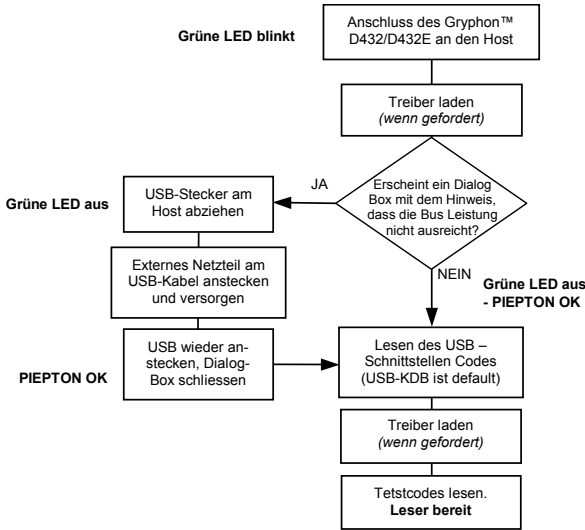 Grüne LED blinkt
Anschluss des Gryphon™
D432/D432E an den Host
Treiber laden
(wenn gefordert)
Erscheint ein Dialog
Box mit dem Hinweis,
dass die Bus Leistung
nicht ausreicht?
JA
NEIN
Grüne LED aus
USB-Stecker am
Host abziehen
Externes Netzteil am
USB-Kabel anstecken
und versorgen
PIEPTON OK
USB wieder an-
stecken, Dialog-
Box schliessen
Grüne LED aus
- PIEPTON OK
Lesen des USB –
Schnittstellen Codes
(USB-KDB ist default)
Treiber laden
(wenn gefordert)
Tetstcodes lesen.
Leser bereit